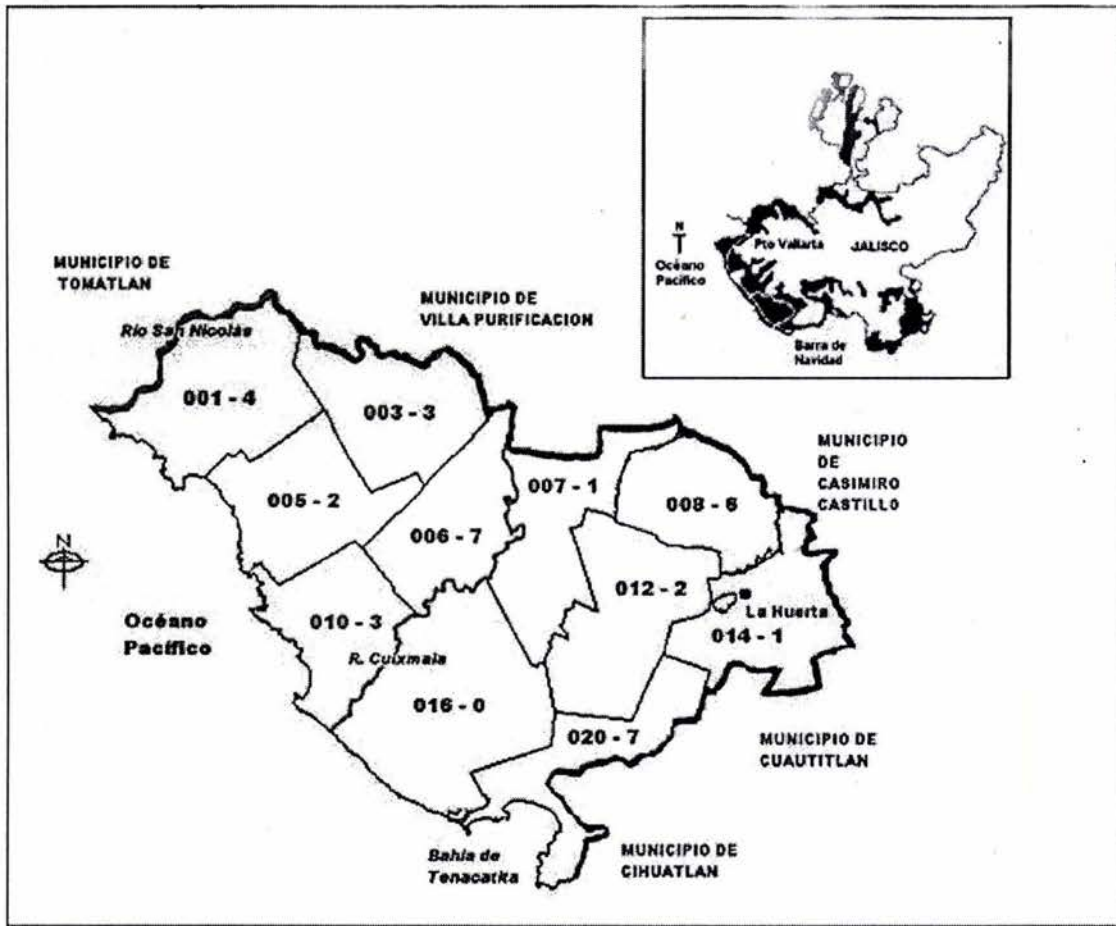 N
Océano
Pacífico
Pto Vallarta
JALISCO
Barra de
Navidad
MUNICIPIO DE
TOMATLAN
Río San Nicolás
MUNICIPIO DE
VILLA PURIFICACION
001 - 4
003 - 3
MUNICIPIO
DE
CASIMIRO
CASTILLO
005 - 2
007 - 1
008 - 6
006 - 7
N
012 - 2
La Huerta
Océano
Pacífico
010 - 3
014 - 1
R. Cuixmala
016 - 0
020 - 7
MUNICIPIO DE
CUAUTITLAN
Bahía de
Tenacatita
MUNICIPIO DE
CIHUATLAN